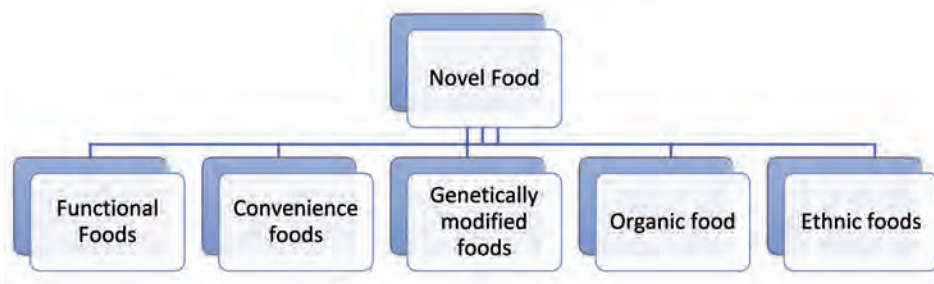 Novel Food
Functional
Foods
Convenience
foods
Genetically
modified
foods
Organic food
Ethnic foods